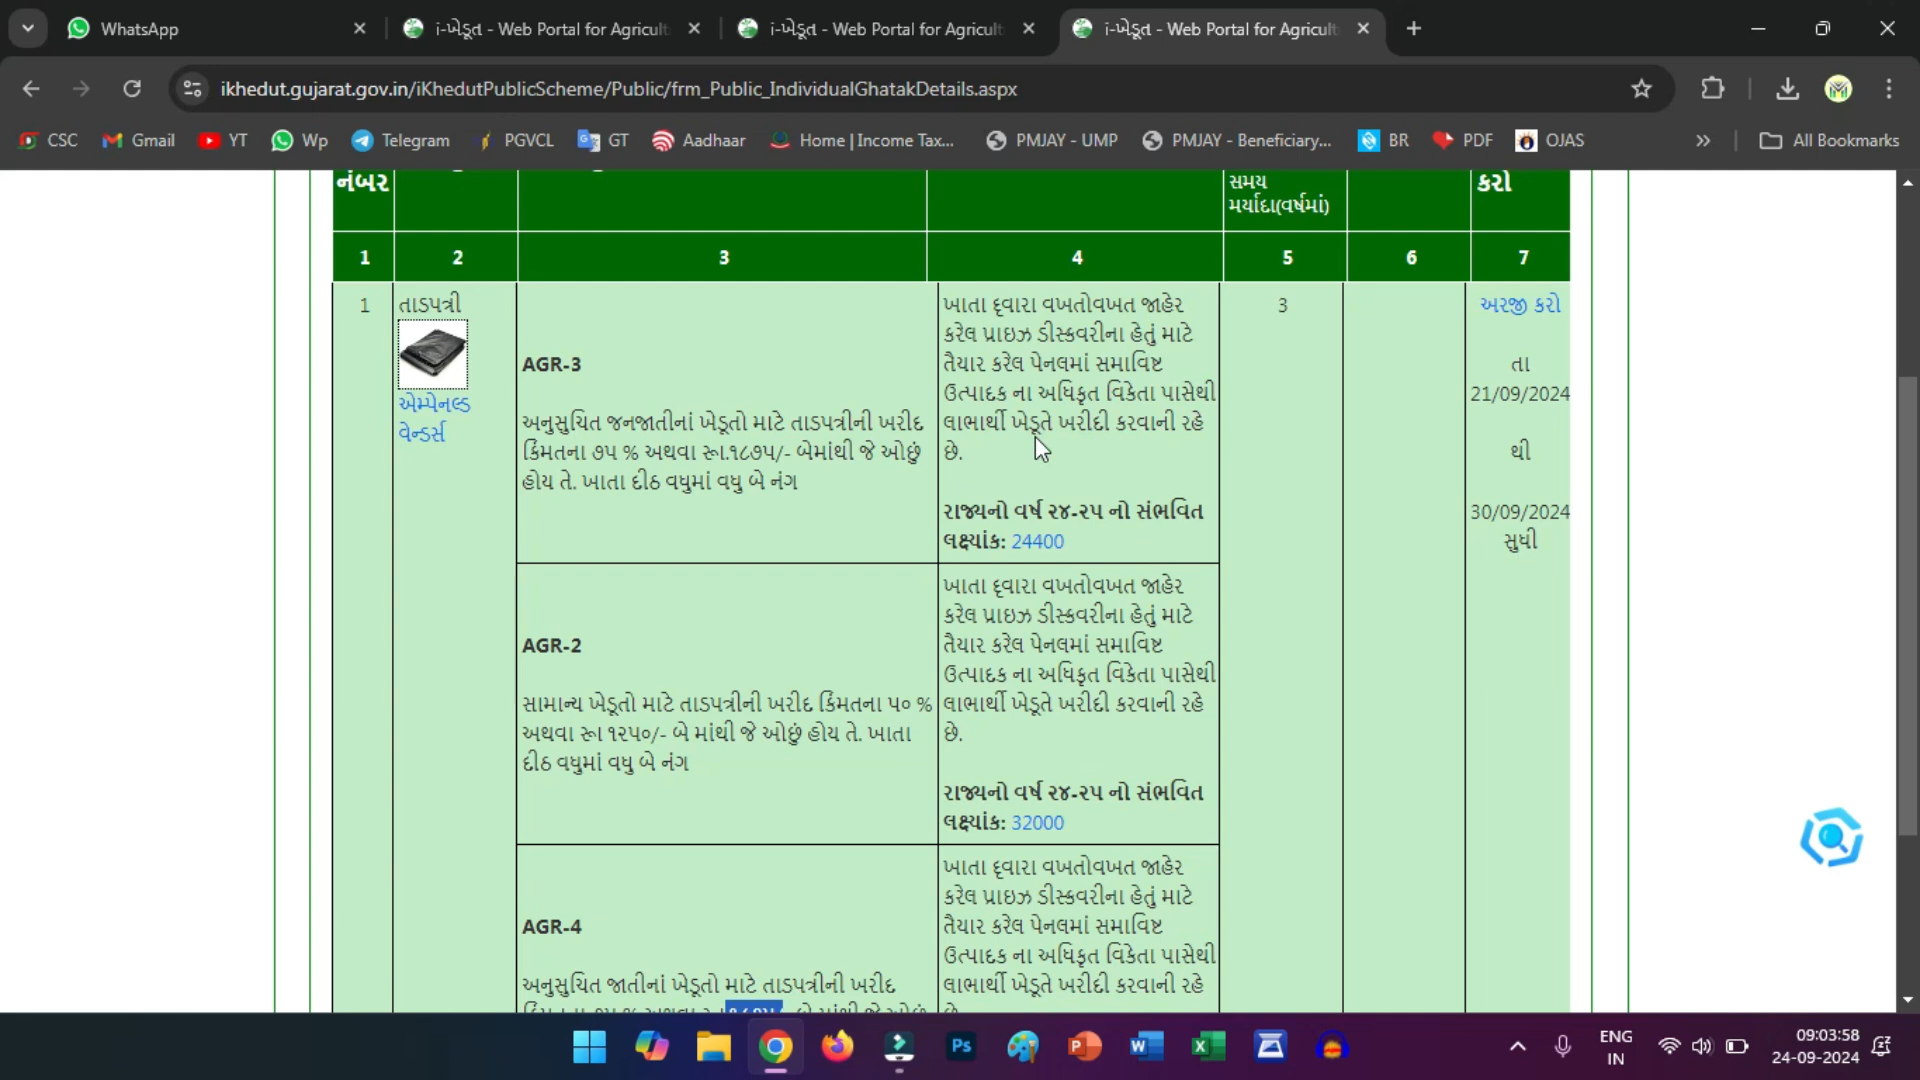 WhatsApp
i-ખેડૂત - Web Portal for Agricult
i-ખેડૂત - Web Portal for Agricult
i-ખેડૂત - Web Portal for Agricult
ikhedut.gujarat.gov.in/iKhedutPublicScheme/Public/frm_Public_IndividualGhatakDetails.aspx
CSC
Gmail
YT
Wp
Telegram
PGVCL
GT
Aadhaar
Home | Income Tax...
PMJAY - UMP
PMJAY - Beneficiary...
BR
PDF
OJAS
All Bookmarks
નંબર
સમય
મર્યાદા(વર્ષમાં)
કરો
1 2 3 4 5 6 7
1
તાડપત્રી
એમ્પેનલ્ડ
વેન્ડર્સ
AGR-3
અનુસુચિત જનજાતીનાં ખેડૂતો માટે તાડપત્રીની ખરીદ
કિંમતના ૭૫ % અથવા રૂા.૧૮૭૫/- બેમાંથી જે ઓછું
હોય તે. ખાતા દીઠ વધુમાં વધુ બે નંગ
ખાતા દ્વારા વખતોવખત જાહેર
કરેલ પ્રાઇઝ ડીસ્કવરીના હેતું માટે
તૈયાર કરેલ પેનલમાં સમાવિષ્ટ
ઉત્પાદક ના અધિકૃત વિક્રેતા પાસેથી
લાભાર્થી ખેડૂતે ખરીદી કરવાની રહે
છે.
રાજ્યનો વર્ષ ૨૪-૨૫ નો સંભવિત
લક્ષ્યાંક: 24400
3
અરજી કરો
તા
21/09/2024
થી
30/09/2024
સુધી
AGR-2
સામાન્ય ખેડૂતો માટે તાડપત્રીની ખરીદ કિંમતના ૫૦ %
અથવા રૂા ૧૨૫૦/- બે માંથી જે ઓછું હોય તે. ખાતા
દીઠ વધુમાં વધુ બે નંગ
ખાતા દ્વારા વખતોવખત જાહેર
કરેલ પ્રાઇઝ ડીસ્કવરીના હેતું માટે
તૈયાર કરેલ પેનલમાં સમાવિષ્ટ
ઉત્પાદક ના અધિકૃત વિક્રેતા પાસેથી
લાભાર્થી ખેડૂતે ખરીદી કરવાની રહે
છે.
રાજ્યનો વર્ષ ૨૪-૨૫ નો સંભવિત
લક્ષ્યાંક: 32000
AGR-4
અનુસુચિત જાતીનાં ખેડૂતો માટે તાડપત્રીની ખરીદ
ખાતા દ્વારા વખતોવખત જાહેર
કરેલ પ્રાઇઝ ડીસ્કવરીના હેતું માટે
તૈયાર કરેલ પેનલમાં સમાવિષ્ટ
ઉત્પાદક ના અધિકૃત વિક્રેતા પાસેથી
લાભાર્થી ખેડૂતે ખરીદી કરવાની રહે
છે.
ENG
IN
09:03:58
24-09-2024